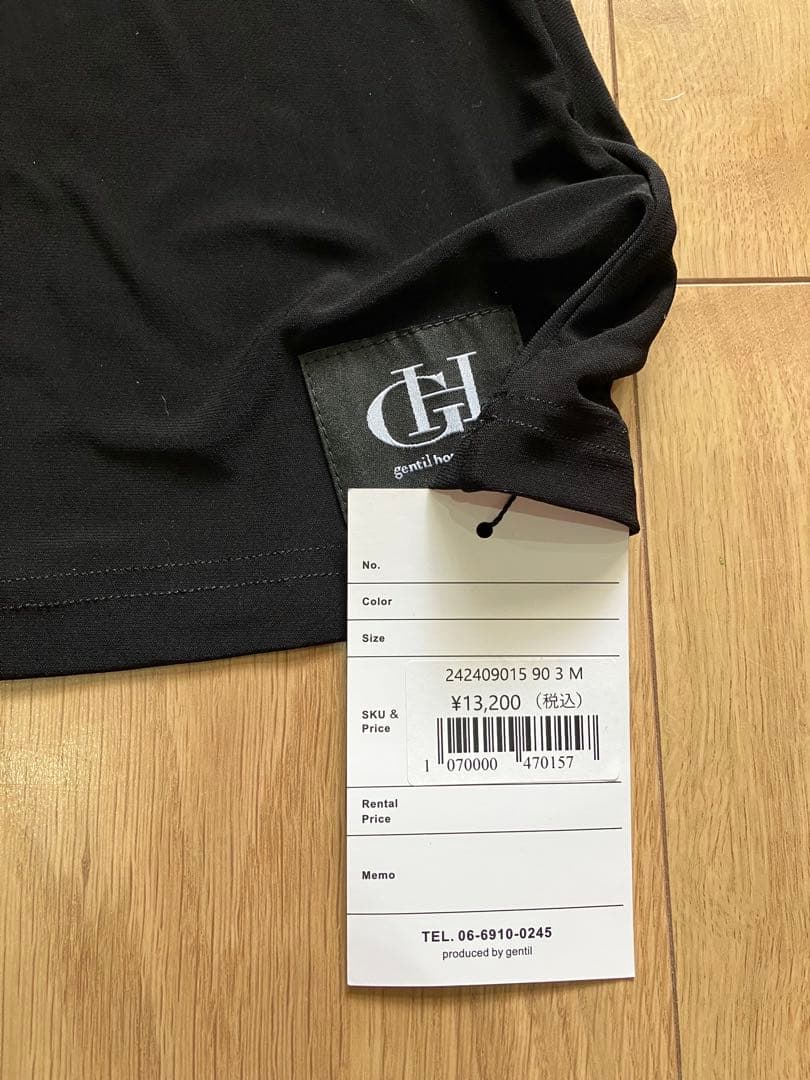 GH
gentil
No.
Color
Size
242409015 90 3 M
¥13,200（税込）
SKU &
Price
1 070000 470157
Rental
Price
Memo
TEL. 06-6910-0245
produced by gentil